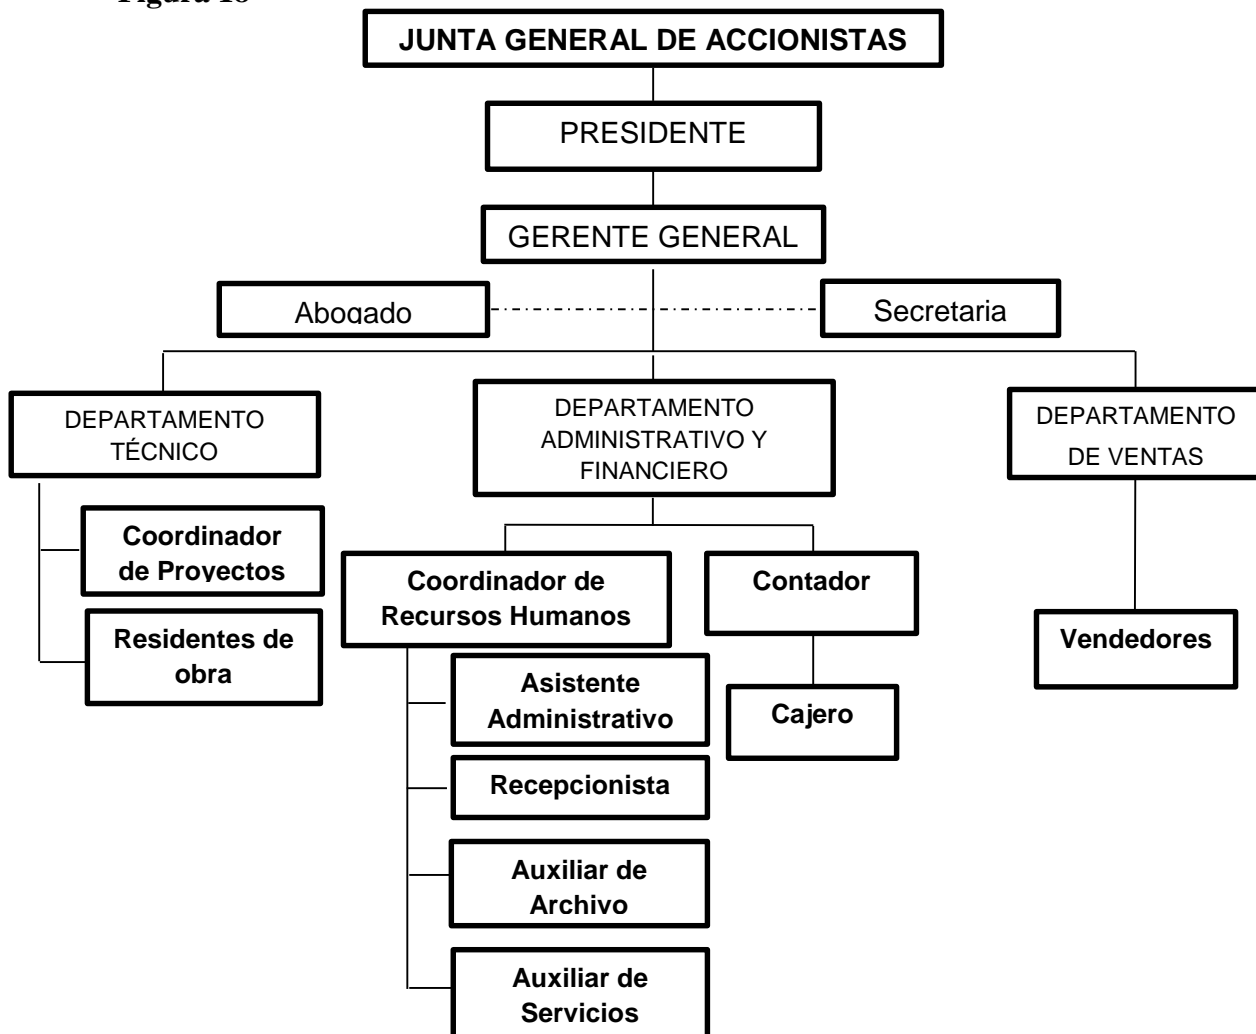 Figura 18
JUNTA GENERAL DE ACCIONISTAS
PRESIDENTE
GERENTE GENERAL
Abogado
Secretaria
DEPARTAMENTO
TÉCNICO
Coordinador
de Proyectos
Residentes de
obra
DEPARTAMENTO
ADMINISTRATIVO Y
FINANCIERO
Coordinador de
Recursos Humanos
Asistente
Administrativo
Recepcionista
Auxiliar de
Archivo
Auxiliar de
Servicios
Contador
Cajero
DEPARTAMENTO
DE VENTAS
Vendedores